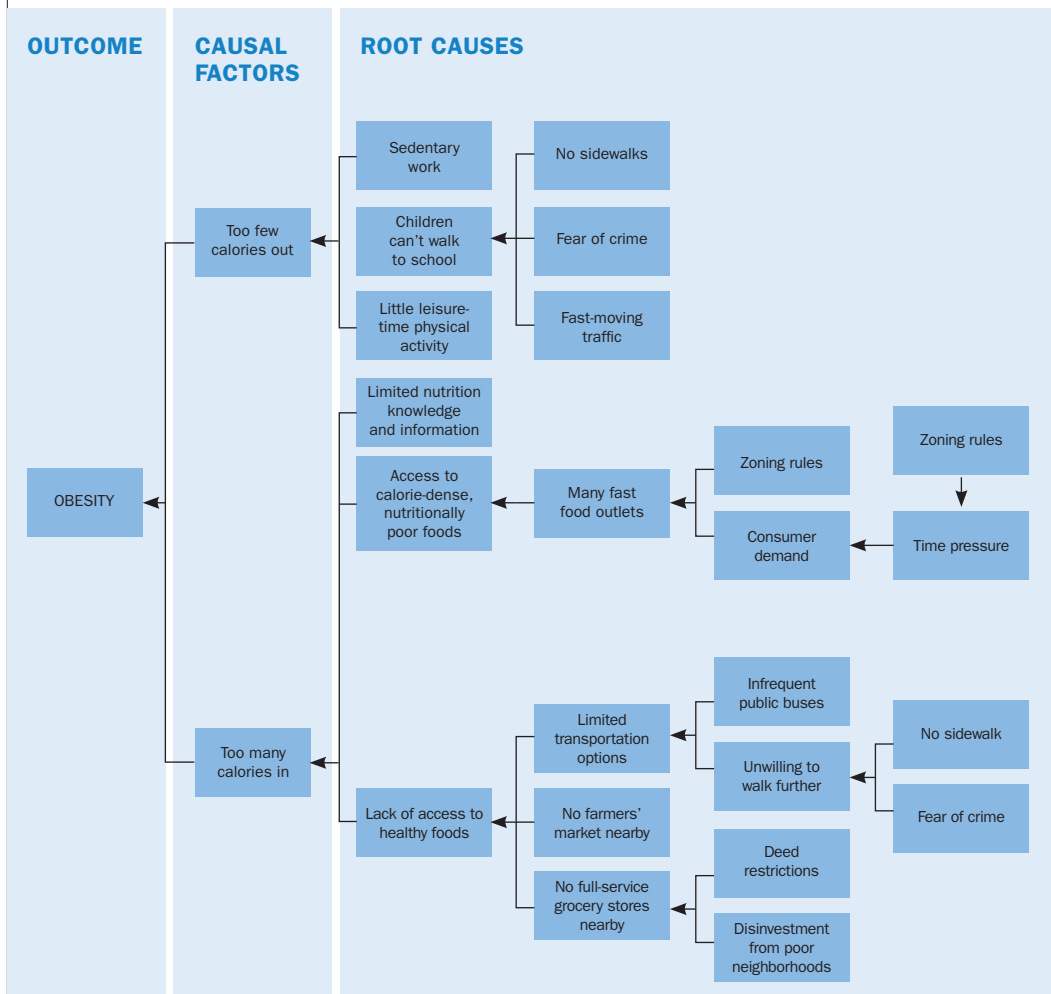 OUTCOME
CAUSAL
FACTORS
ROOT CAUSES
Sedentary
work
No sidewalks
Too few
calories out
Children
can't walk
to school
Fear of crime
Little leisure-
time physical
activity
Fast-moving
traffic
Limited nutrition
knowledge
and information
Zoning rules
Zoning rules
OBESITY
Access to
calorie-dense,
nutritionally
poor foods
Many fast
food outlets
Consumer
demand
Time pressure
Infrequent
public buses
Too many
calories in
Limited
transportation
options
No sidewalk
Unwilling to
walk further
Lack of access to
healthy foods
No farmers'
market nearby
Fear of crime
Deed
restrictions
No full-service
grocery stores
nearby
Disinvestment
from poor
neighborhoods